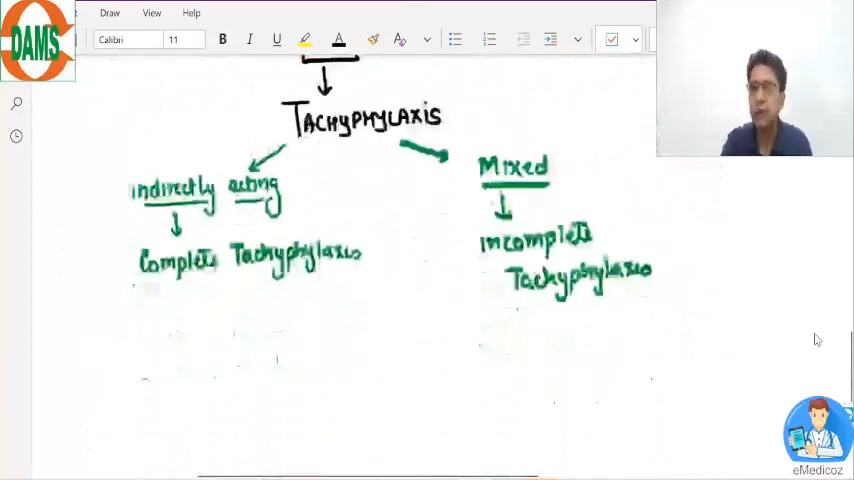 Draw View Help
DAMS
Calibri 11 B I U A
TACHYPHYLAXIS
indirectly acting
Mixed
Complete Tachyphylaxis
incomplete
Tachyphylaxis
eMedicoz